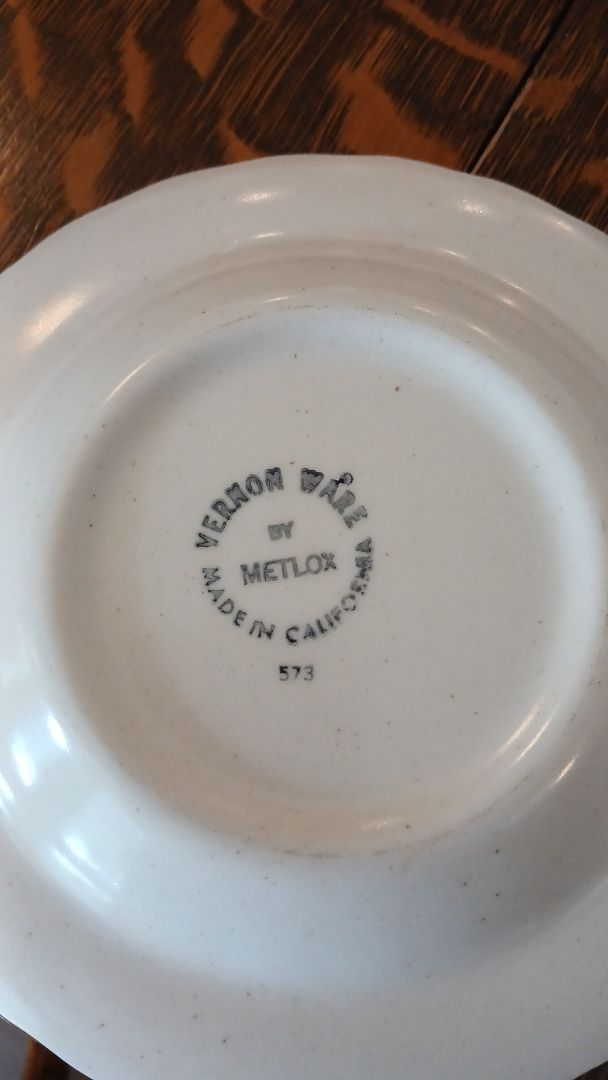 VERNON WARE
BY
METLOX
MADE IN CALIFORNIA
573